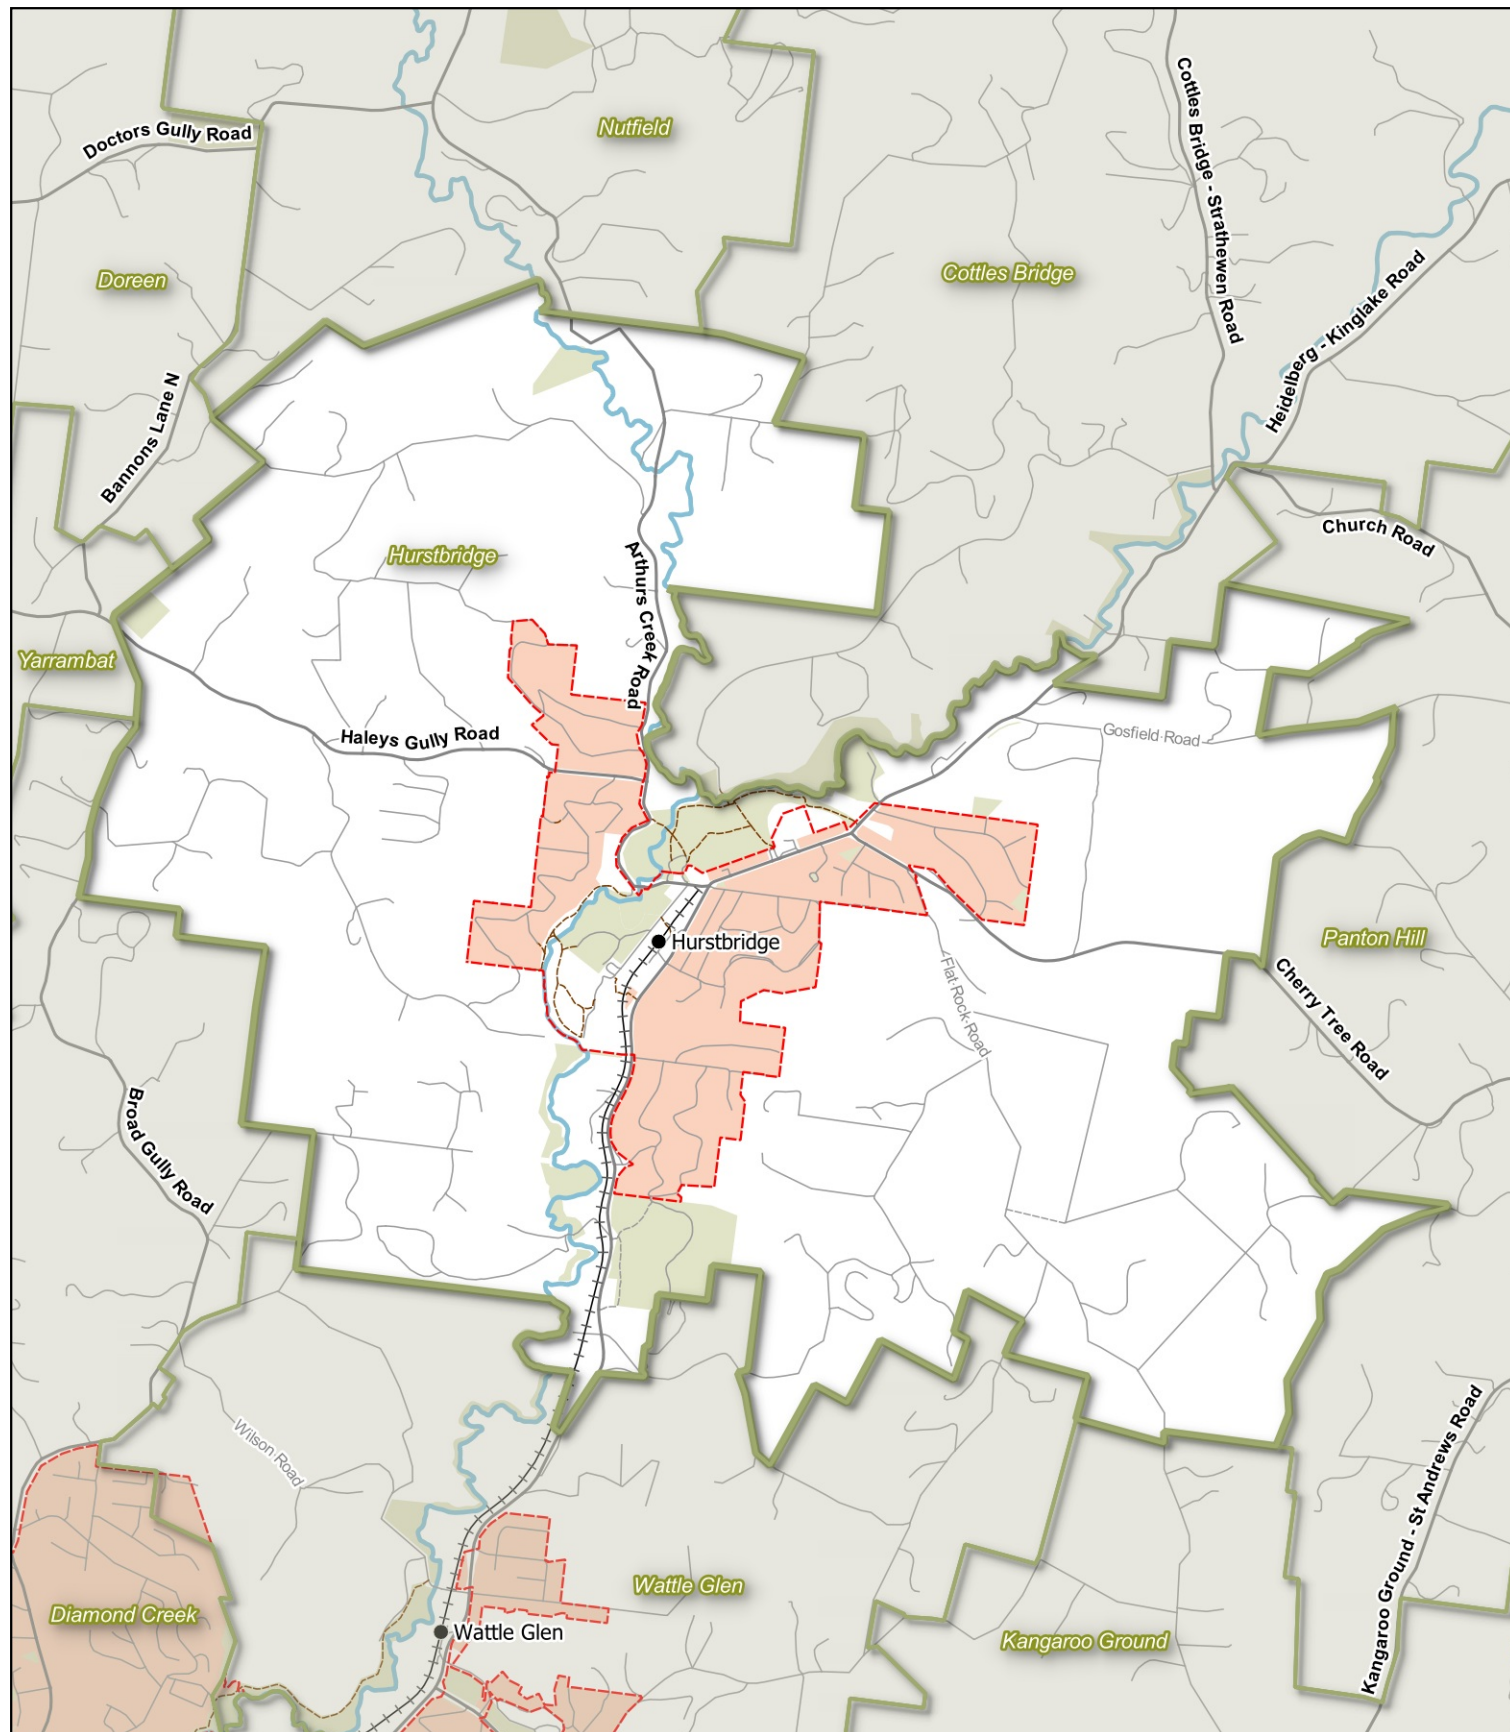 Nutfield
Doctors Gully Road
Cottles Bridge - Strathewen Road
Doreen
Cottles Bridge
Heidelberg - Kinglake Road
Bannons Lane N
Church Road
Hurstbridge
Arthurs Creek Road
Yarrambat
Haleys Gully Road
Gosfield Road
Hurstbridge
Panton Hill
Flat Rock Road
Cherry Tree Road
Broad Gully Road
Wilson Road
Kangaroo Ground - St Andrews Road
Wattle Glen
Diamond Creek
Wattle Glen
Kangaroo Ground